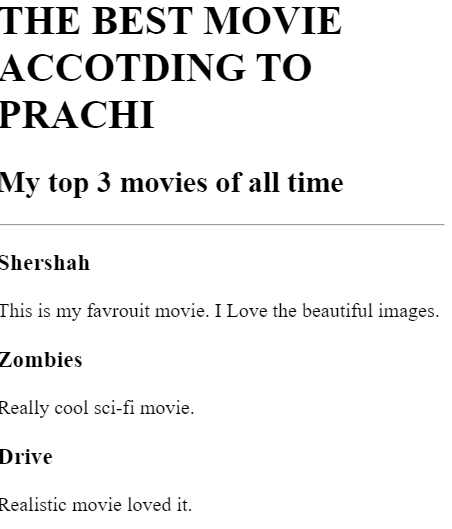 THE BEST MOVIE
ACCOTDING TO
PRACHI
My top 3 movies of all time
Shershah
This is my favrouit movie. I Love the beautiful images.
Zombies
Really cool sci-fi movie.
Drive
Realistic movie loved it.